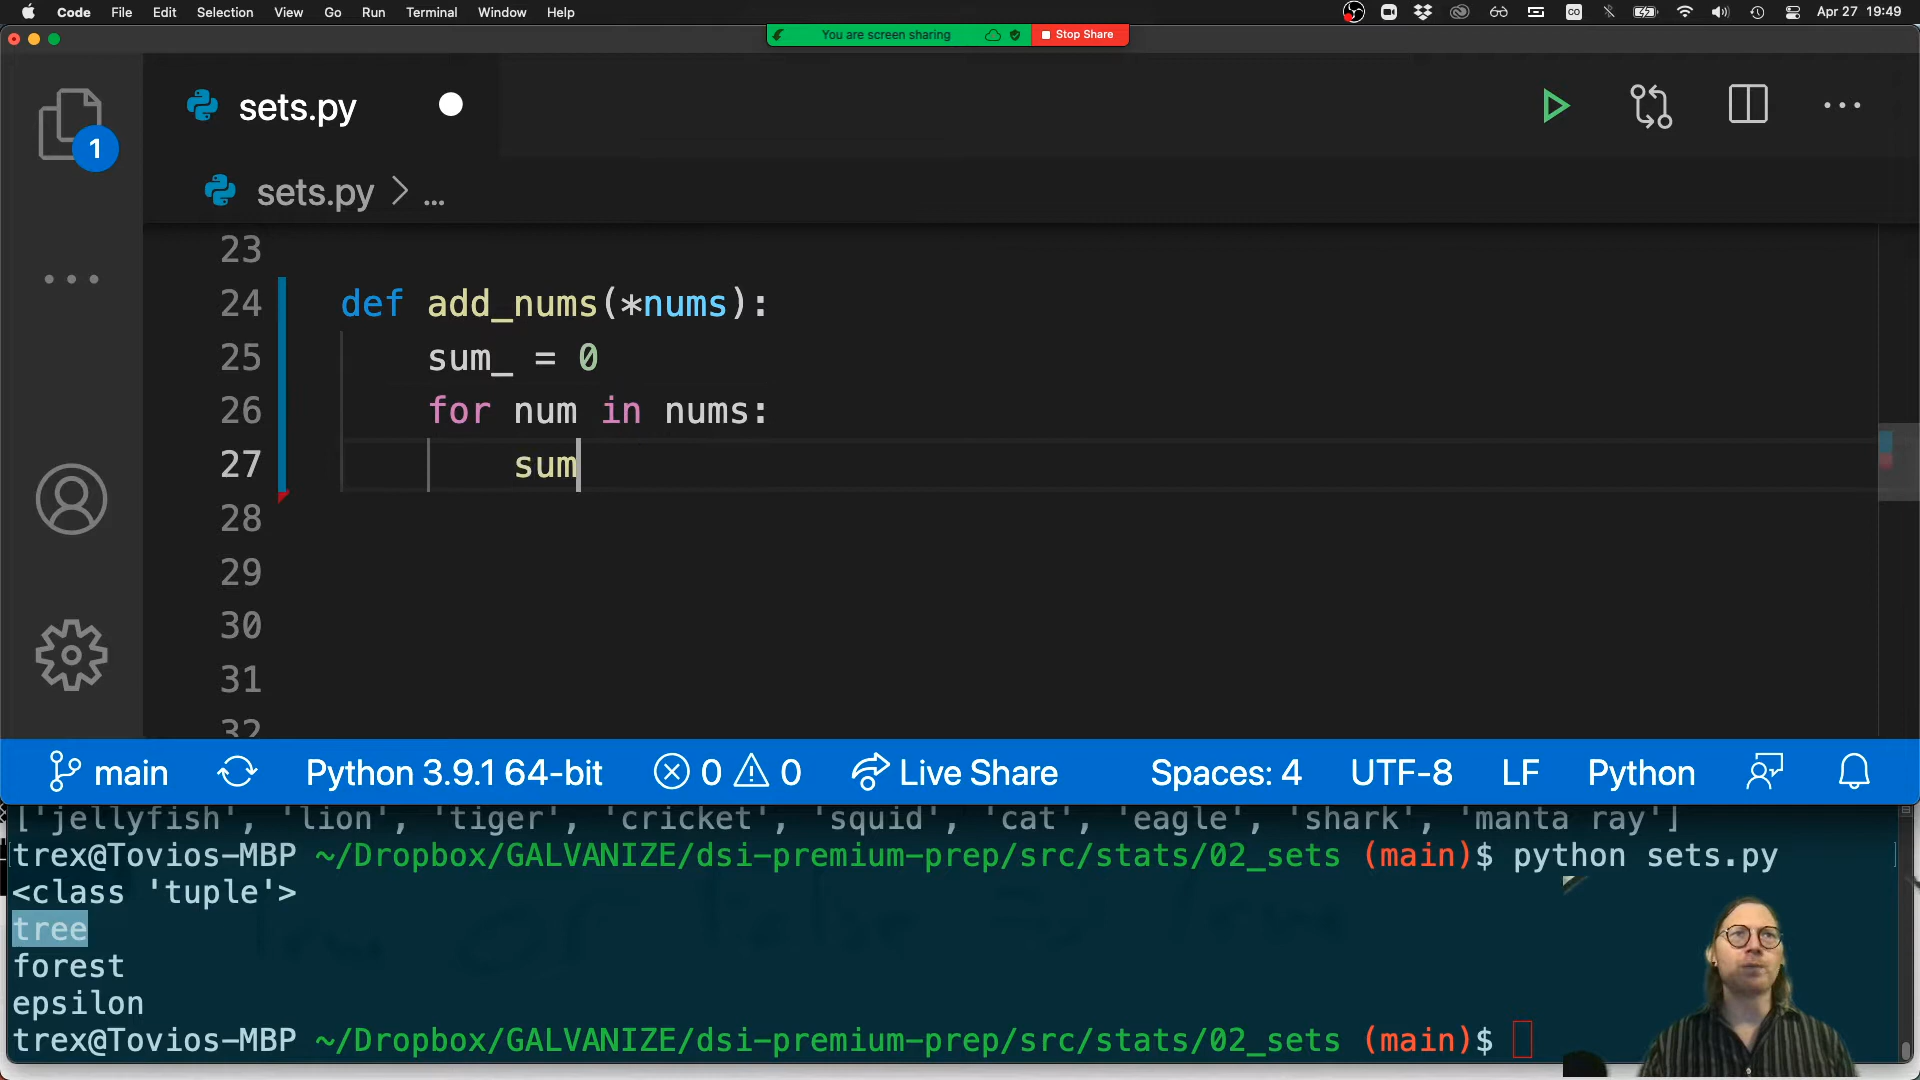 Code File Edit Selection View Go Run Terminal Window Help Apr 27 19:49
You are screen sharing Stop Share
sets.py
1
sets.py > ...
23
24 def add_nums(*nums):
25 sum_ = 0
26 for num in nums:
27 sum
28
29
30
31
32
main Python 3.9.1 64-bit 0 0 Live Share Spaces: 4 UTF-8 LF Python
['jellyfish', 'lion', 'tiger', 'cricket', 'squid', 'cat', 'eagle', 'shark', 'manta ray']
trex@Tovios-MBP ~/Dropbox/GALVANIZE/dsi-premium-prep/src/stats/02_sets (main)$ python sets.py
<class 'tuple'>
tree
forest
epsilon
trex@Tovios-MBP ~/Dropbox/GALVANIZE/dsi-premium-prep/src/stats/02_sets (main)$